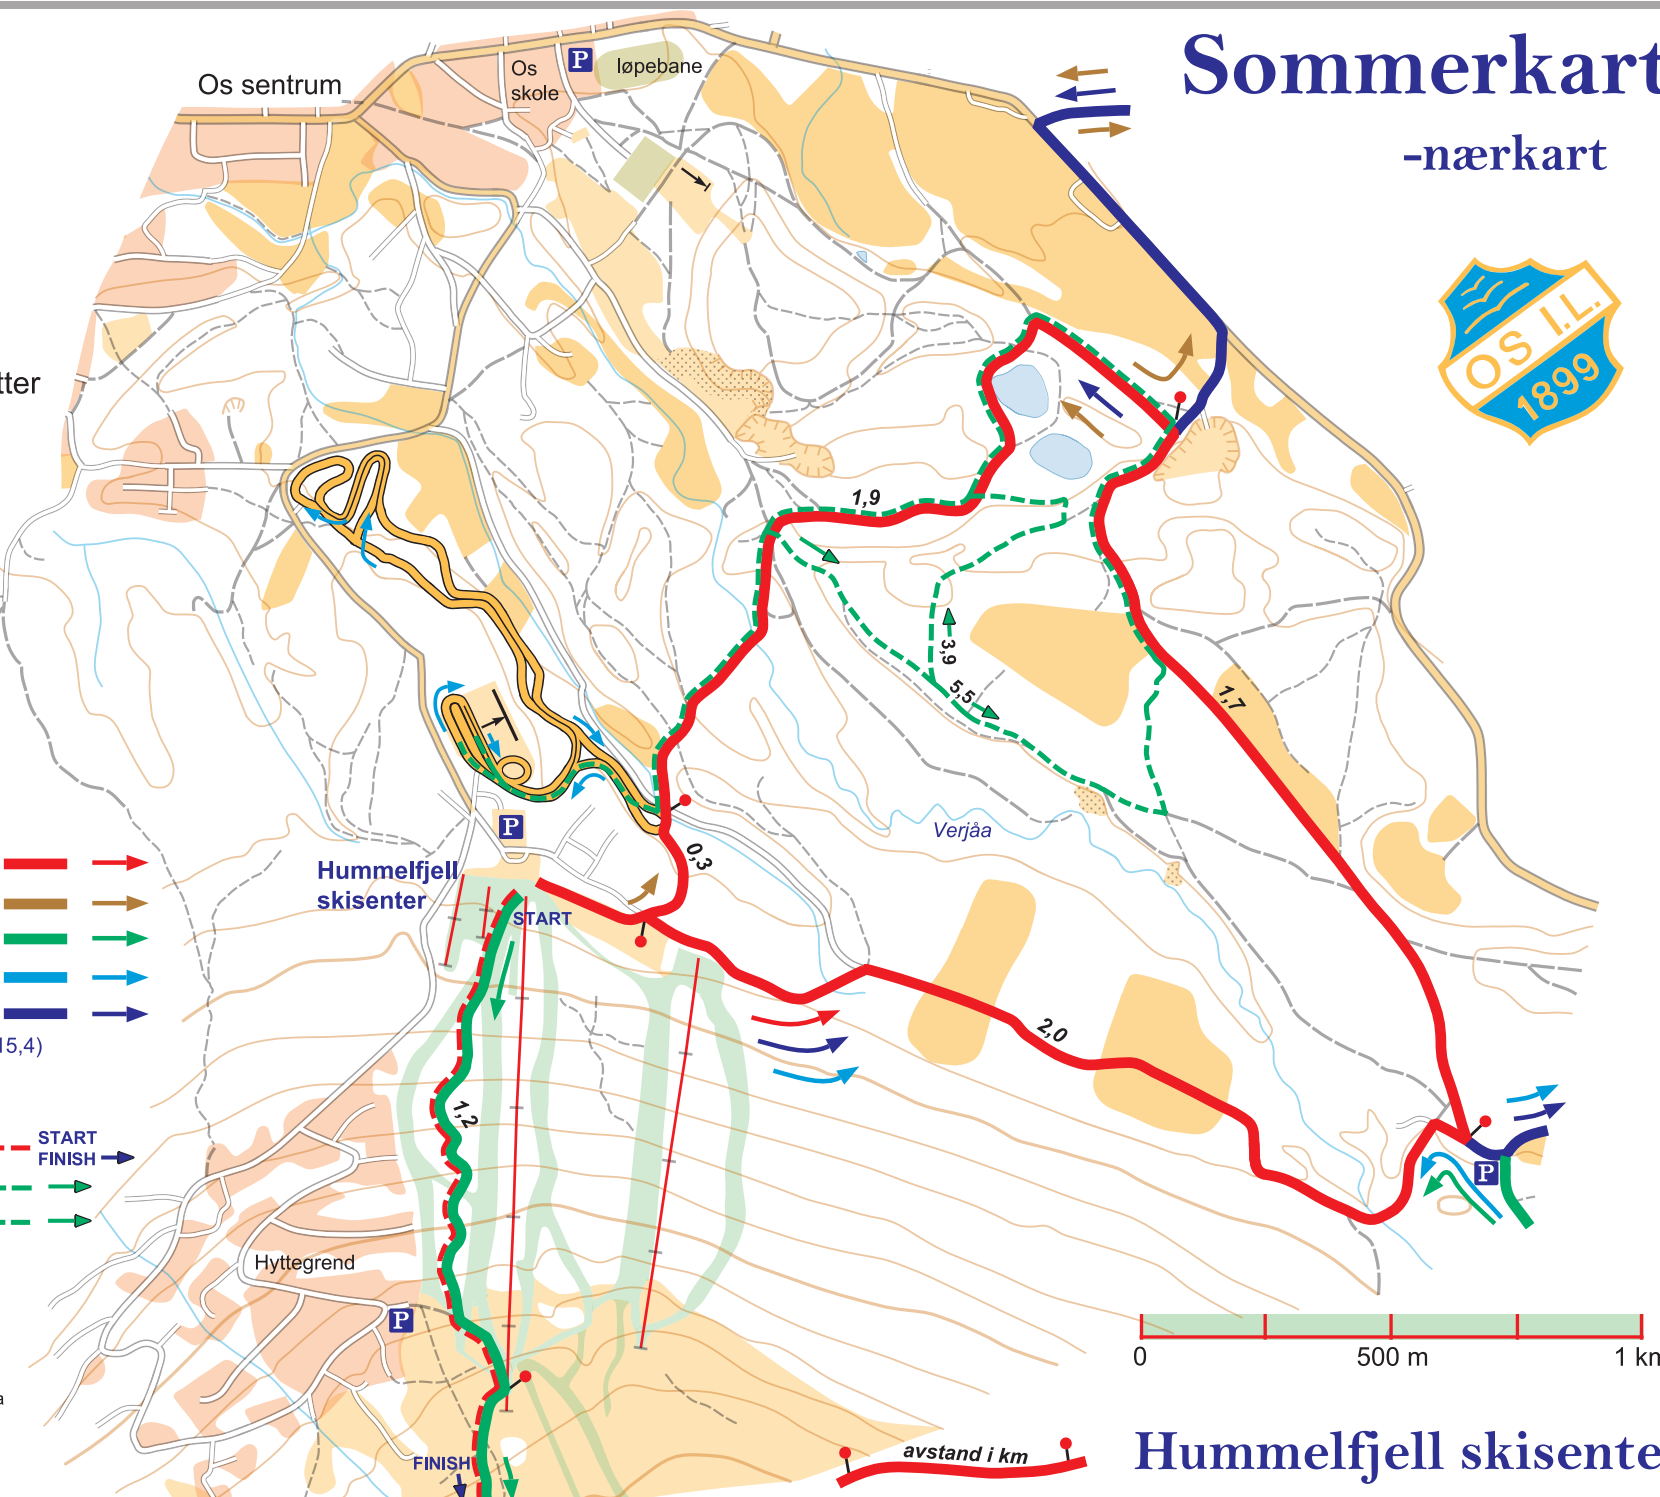 Sommerkart
-nærkart
Os sentrum
Os
skole
P
løpebane
OS I.L.
1899
tter
1,9
3,9
5,5
1,7
Verjåa
P
0,3
Hummelfjell
skisenter
START
2,0
15,4)
1,2
START
FINISH
P
Hyttegrend
P
0
500 m
1 km
a
FINISH
avstand i km
Hummelfjell skisente